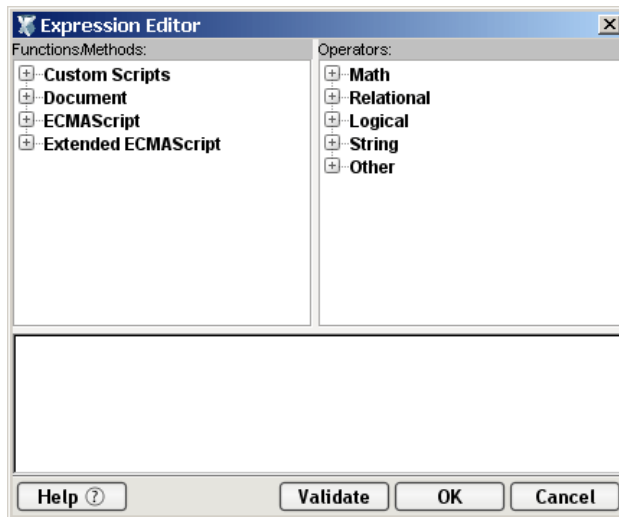 Expression Editor
Functions/Methods:
Custom Scripts
Document
ECMAScript
Extended ECMAScript
Operators:
Math
Relational
Logical
String
Other
Help ?
Validate
OK
Cancel